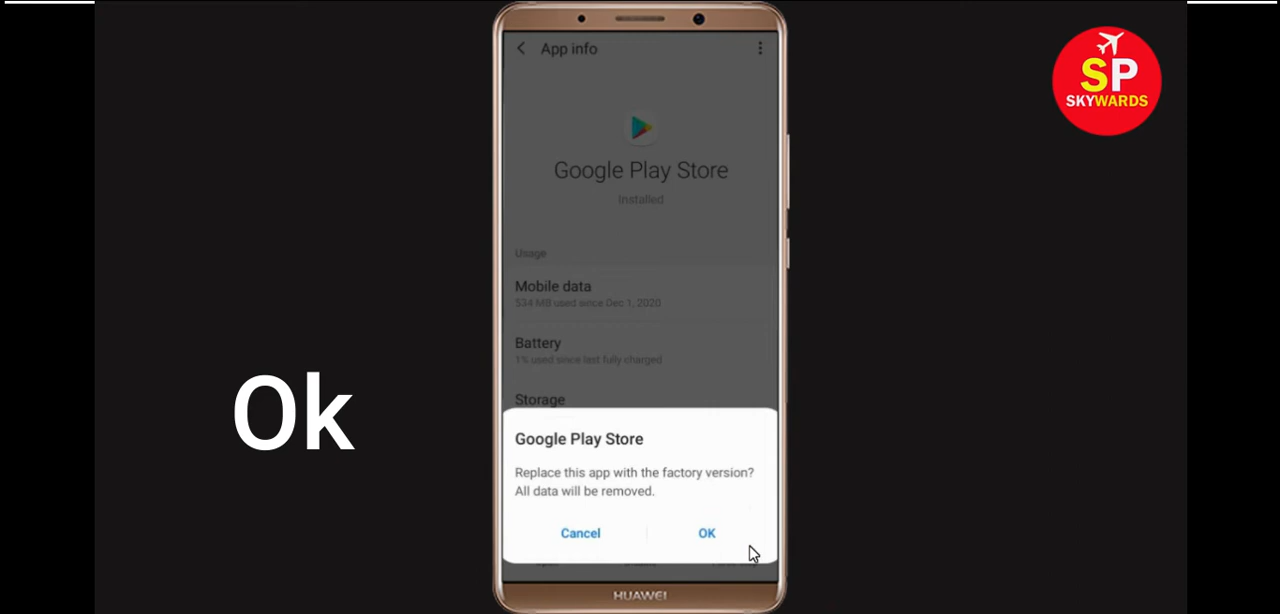 App info
SP
SKYWARDS
Google Play Store
Installed
Usage
Mobile data
534 MB used since Dec 1, 2020
Battery
1% used since last fully charged
Storage
Ok
Google Play Store
Replace this app with the factory version?
All data will be removed.
Cancel OK
HUAWEI